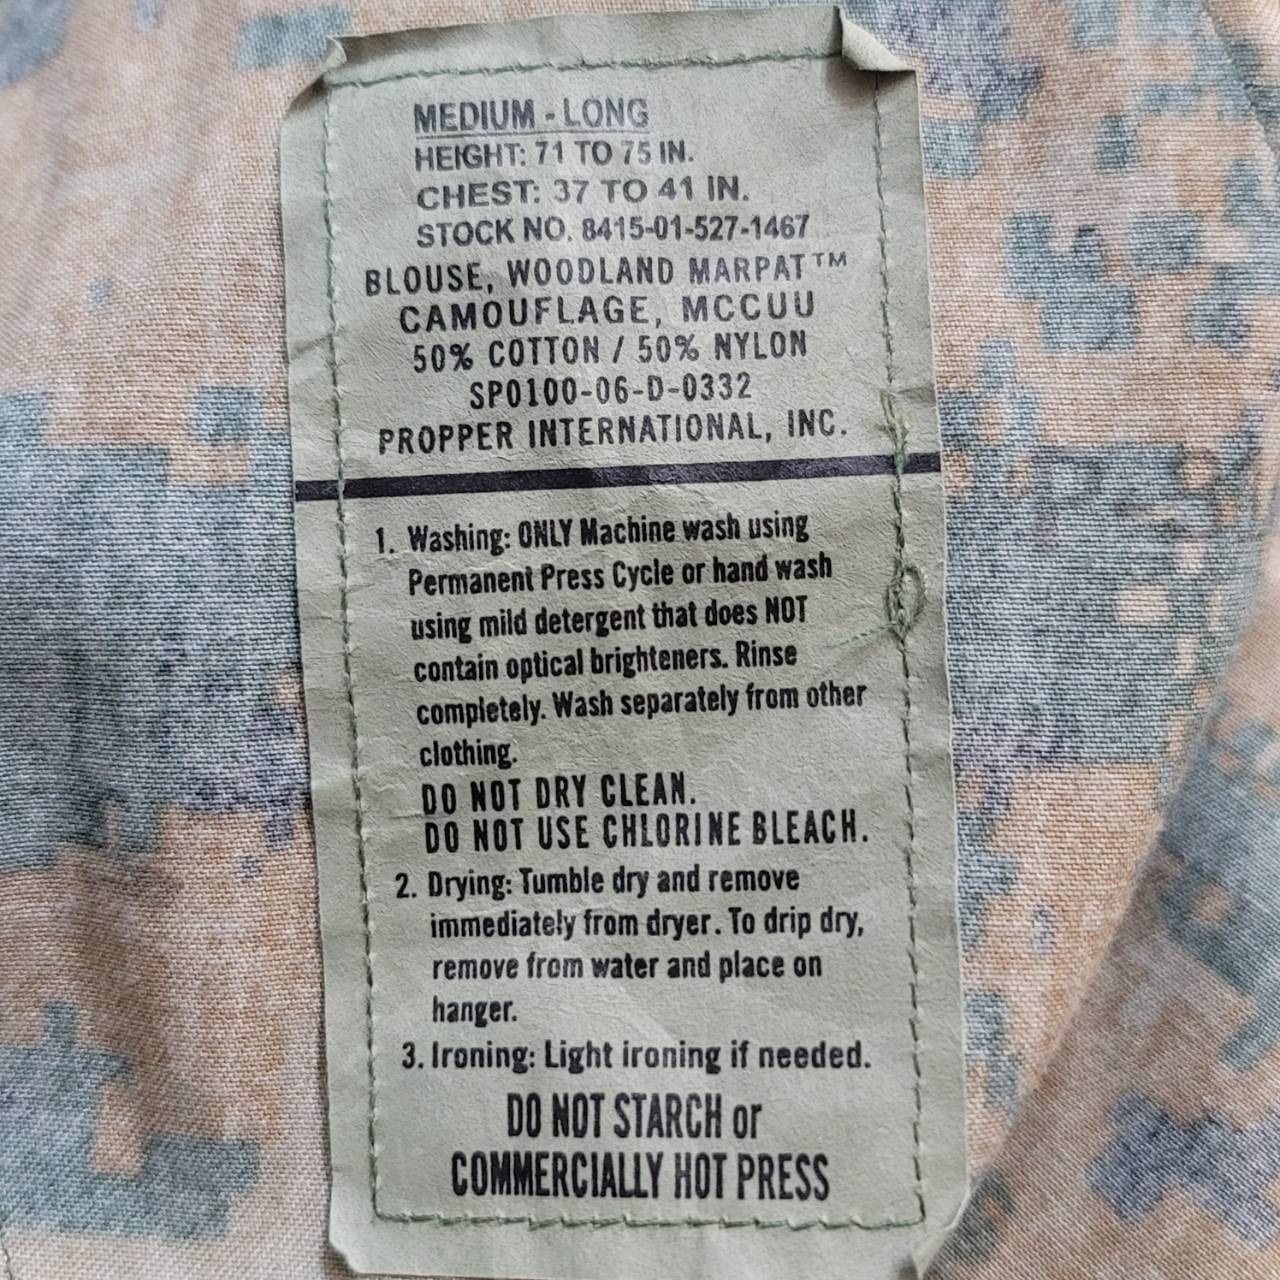 MEDIUM - LONG
HEIGHT: 71 TO 75 IN.
CHEST: 37 TO 41 IN.
STOCK NO. 8415-01-527-1467
BLOUSE, WOODLAND MARPAT™
CAMOUFLAGE, MCCUU
50% COTTON / 50% NYLON
SP0100-06-D-0332
PROPPER INTERNATIONAL, INC.
1. Washing: ONLY Machine wash using
Permanent Press Cycle or hand wash
using mild detergent that does NOT
contain optical brighteners. Rinse
completely. Wash separately from other
clothing.
DO NOT DRY CLEAN.
DO NOT USE CHLORINE BLEACH.
2. Drying: Tumble dry and remove
immediately from dryer. To drip dry,
remove from water and place on
hanger.
3. Ironing: Light ironing if needed.
DO NOT STARCH or
COMMERCIALLY HOT PRESS